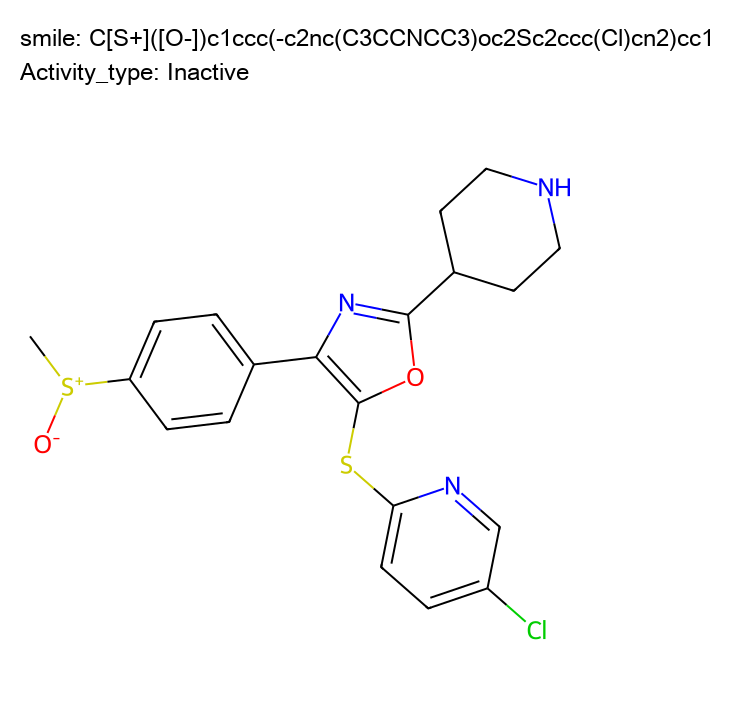 smile: C[S+]([O-])c1ccc(-c2nc(C3CCNCC3)oc2Sc2ccc(Cl)cn2)cc1
Activity_type: Inactive
NH
N
O
S+
O-
S
N
Cl